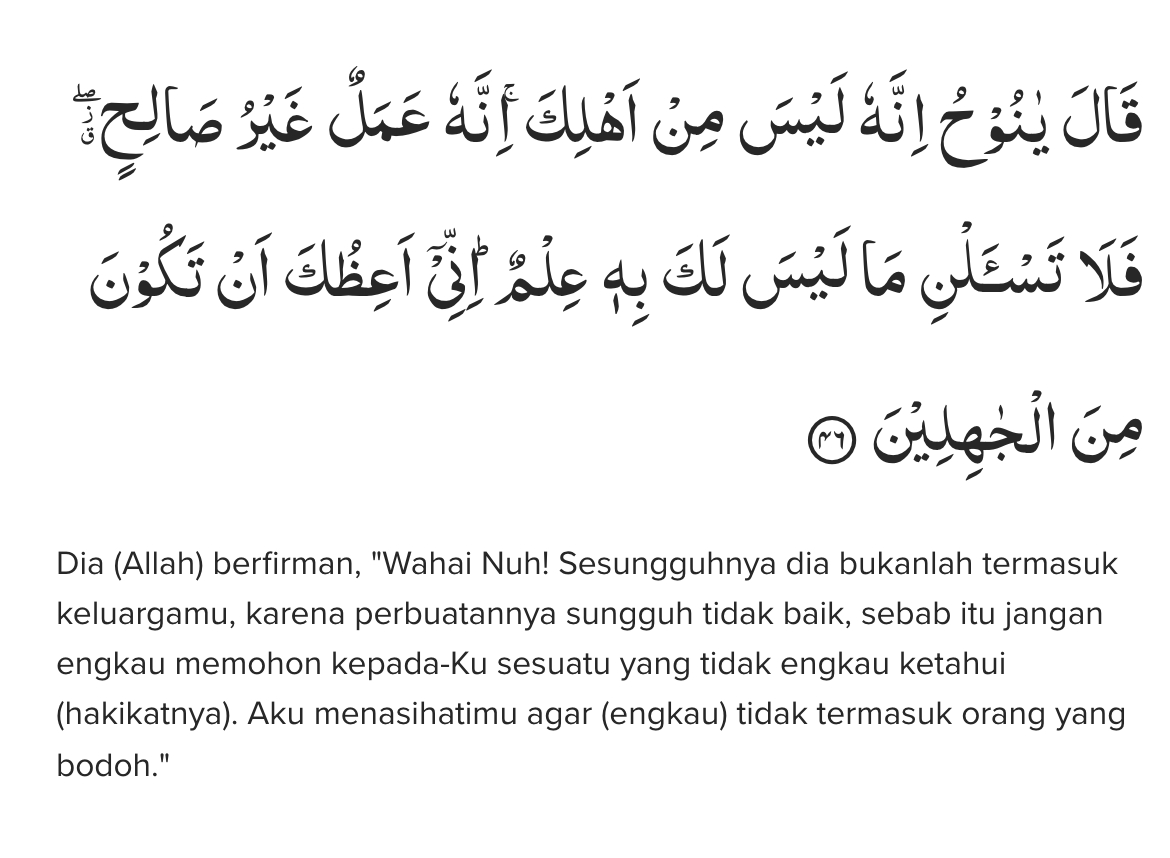 قَالَ يٰنُوْحُ اِنَّهٗ لَيْسَ مِنْ اَهْلِكَ ۚاِنَّهٗ عَمَلٌ غَيْرُ صَالِحٍ ۖزق
فَلَا تَسْـَٔلْنِ مَا لَيْسَ لَكَ بِهٖ عِلْمٌ ۗاِنِّيْٓ اَعِظُكَ اَنْ تَكُوْنَ
مِنَ الْجٰهِلِيْنَ ٤٦
Dia (Allah) berfirman, "Wahai Nuh! Sesungguhnya dia bukanlah termasuk
keluargamu, karena perbuatannya sungguh tidak baik, sebab itu jangan
engkau memohon kepada-Ku sesuatu yang tidak engkau ketahui
(hakikatnya). Aku menasihatimu agar (engkau) tidak termasuk orang yang
bodoh."